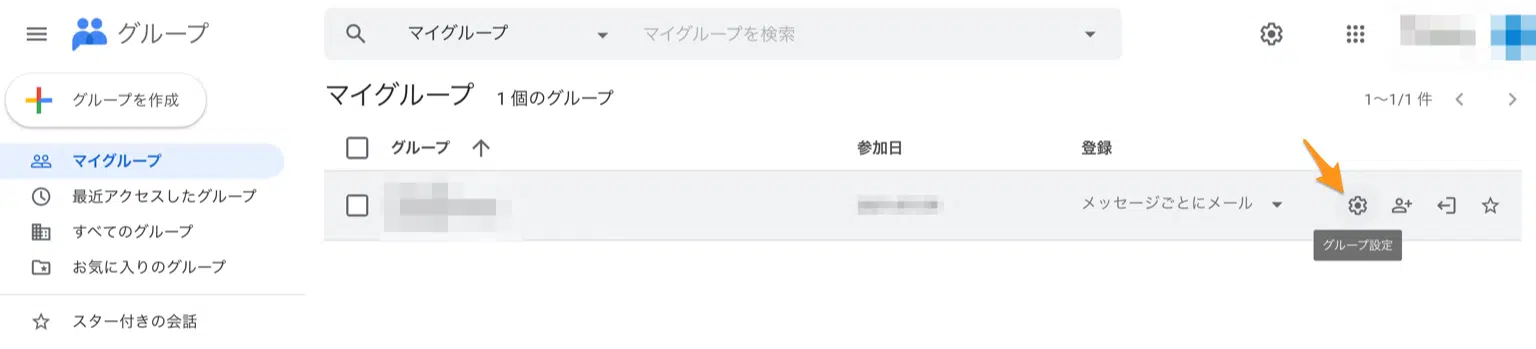 グループ
マイグループ
マイグループを検索
グループを作成
マイグループ
最近アクセスしたグループ
すべてのグループ
お気に入りのグループ
スター付きの会話
マイグループ 1 個のグループ
1～1/1 件
グループ 参加日 登録
メッセージごとにメール
グループ設定